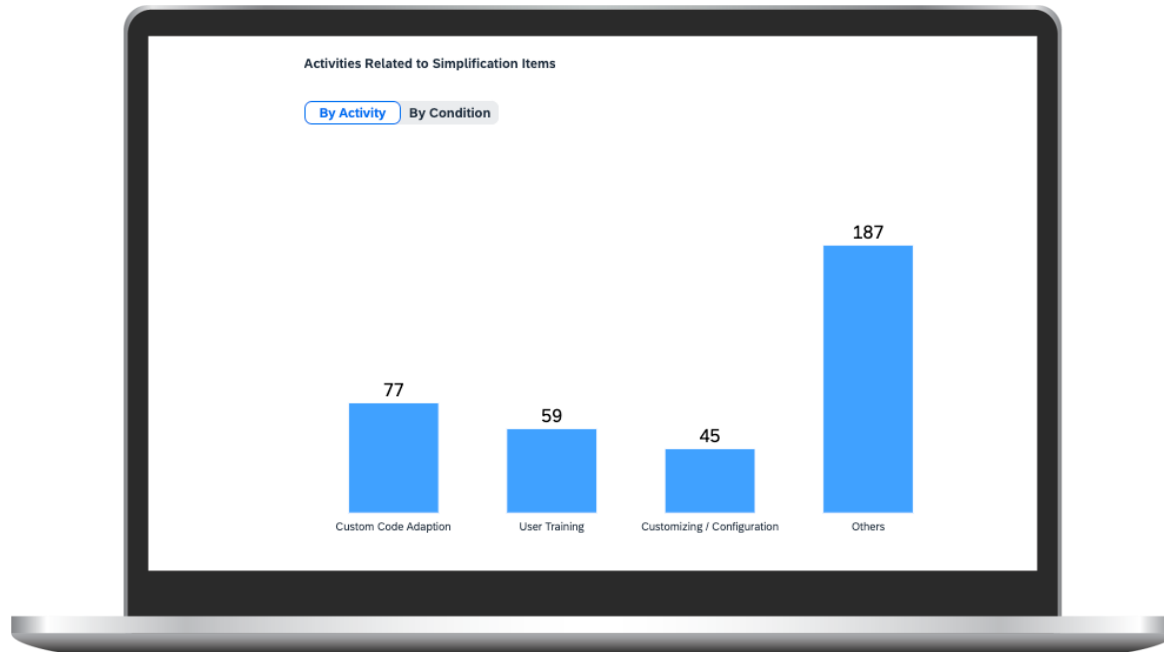 Activities Related to Simplification Items
By Activity By Condition
187
77
59
45
Custom Code Adaption User Training Customizing / Configuration Others